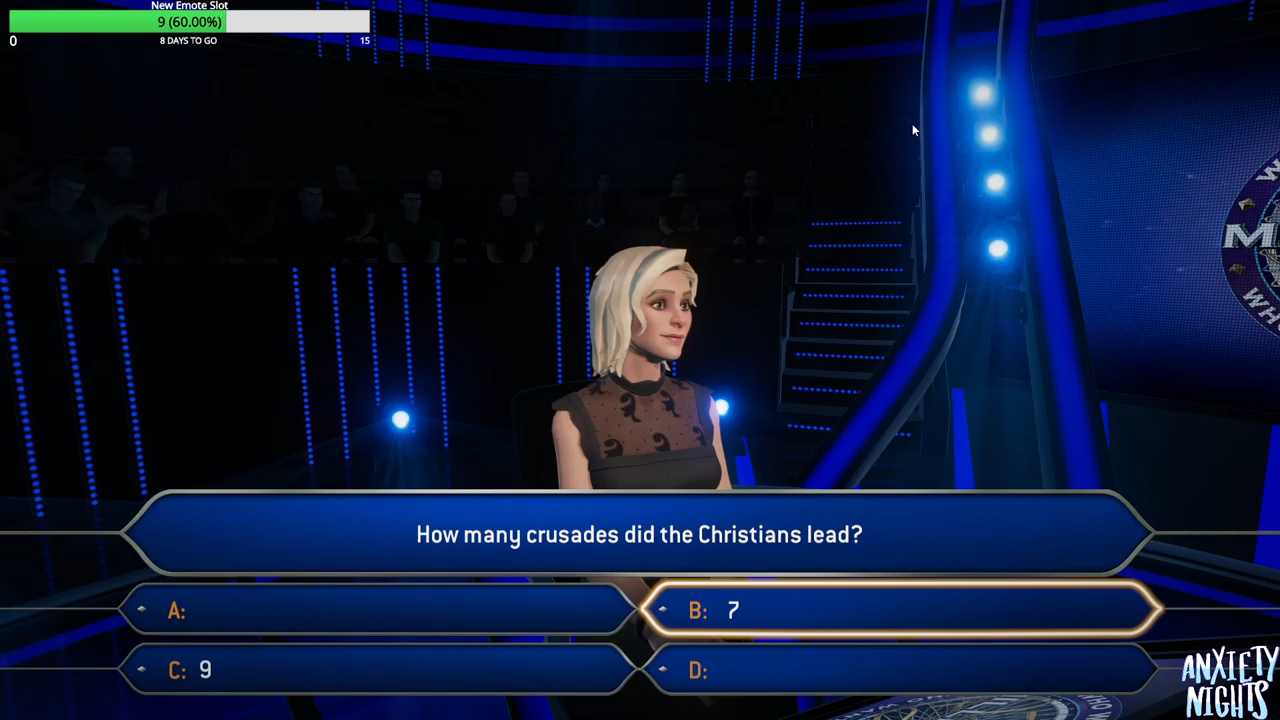 New Emote Slot
9 (60.00%)
0 8 DAYS TO GO 15
How many crusades did the Christians lead?
A:
B: 7
C: 9
D:
ANXIETY
NIGHTS